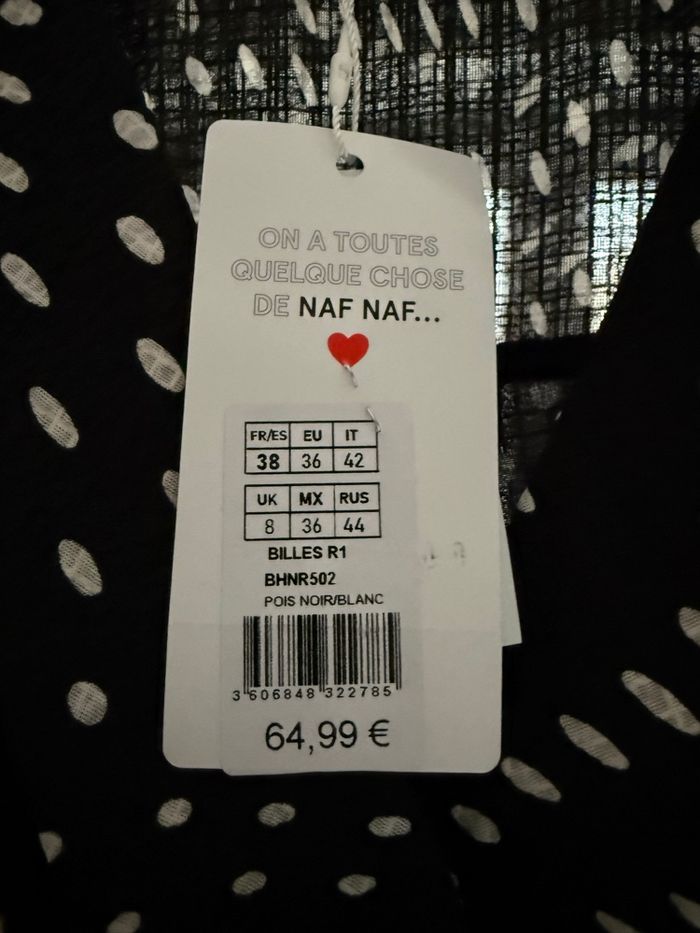 ON A TOUTES
QUELQUE CHOSE
DE NAF NAF...
FR/ES EU IT
38 36 42
UK MX RUS
8 36 44
BILLES R1
BHNR502
POIS NOIR/BLANC
3 606848 322785
64,99 €